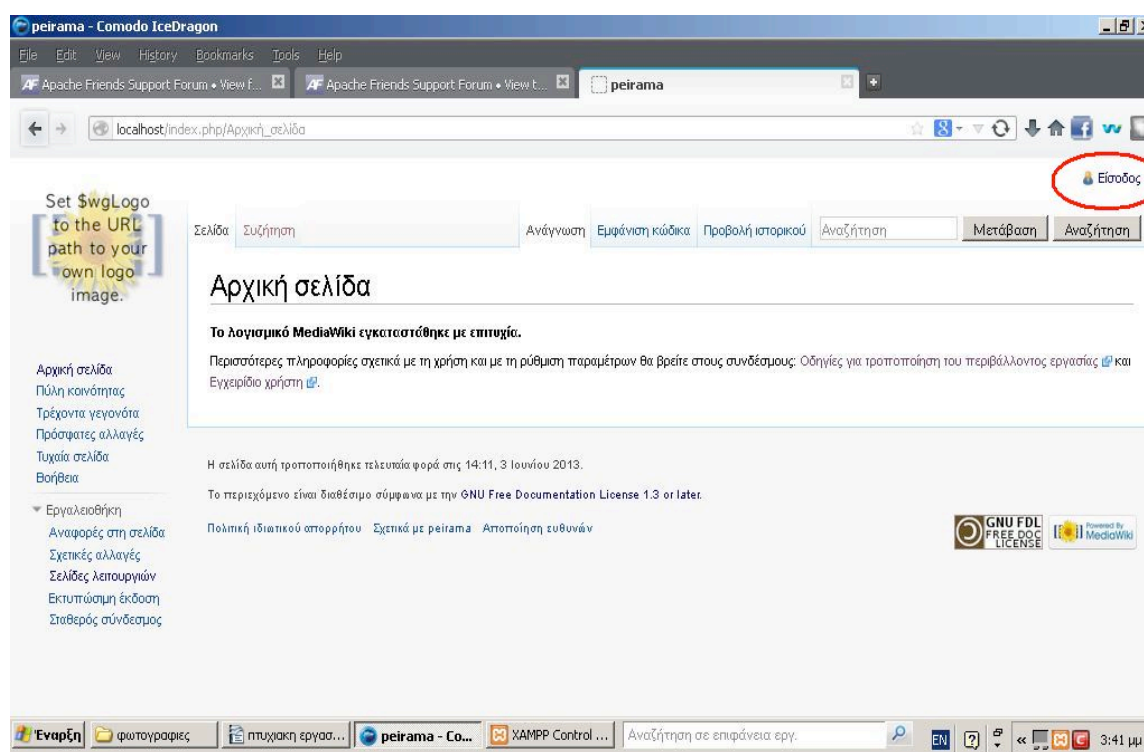 peirama - Comodo IceDragon
File Edit View History Bookmarks Tools Help
Apache Friends Support Forum • View f... Apache Friends Support Forum • View t... peirama
localhost/index.php/Αρχική_σελίδα
Είσοδος
Set $wgLogo
to the URL
path to your
own logo
image.
Σελίδα Συζήτηση Ανάγνωση Εμφάνιση κώδικα Προβολή ιστορικού Αναζήτηση Μετάβαση Αναζήτηση
Αρχική σελίδα
Το λογισμικό MediaWiki εγκαταστάθηκε με επιτυχία.
Περισσότερες πληροφορίες σχετικά με τη χρήση και με τη ρύθμιση παραμέτρων θα βρείτε στους συνδέσμους: Οδηγίες για τροποποίηση του περιβάλλοντος εργασίας και
Εγχειρίδιο χρήστη.
Αρχική σελίδα
Πύλη κοινότητας
Τρέχοντα γεγονότα
Πρόσφατες αλλαγές
Τυχαία σελίδα
Βοήθεια
Εργαλειοθήκη
Αναφορές στη σελίδα
Σχετικές αλλαγές
Σελίδες λειτουργιών
Εκτυπώσιμη έκδοση
Σταθερός σύνδεσμος
Η σελίδα αυτή τροποποιήθηκε τελευταία φορά στις 14:11, 3 Ιουνίου 2013.
Το περιεχόμενο είναι διαθέσιμο σύμφωνα με την GNU Free Documentation License 1.3 or later.
Πολιτική ιδιωτικού απορρήτου Σχετικά με peirama Αποποίηση ευθυνών
GNU FDL
FREE DOC
LICENSE
Powered By
MediaWiki
Έναρξη φωτογραφιες πτυχιακη εργασ... peirama - Co... XAMPP Control ... Αναζήτηση σε επιφάνεια εργ. EN 3:41 μμ